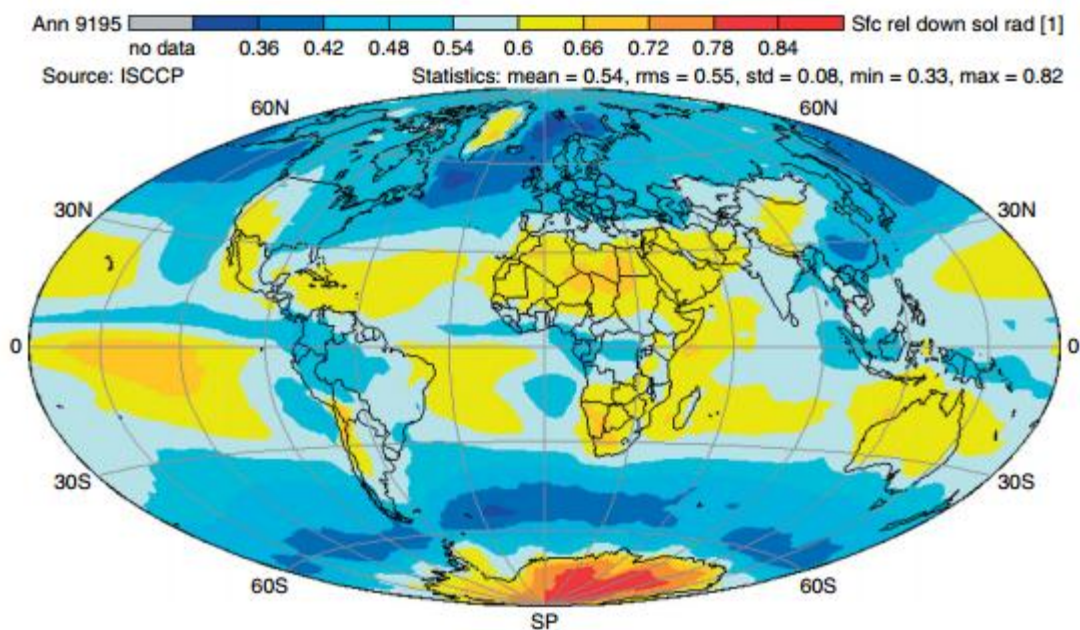 Ann 9195 Sfc rel down sol rad [1]
no data 0.36 0.42 0.48 0.54 0.6 0.66 0.72 0.78 0.84
Source: ISCCP Statistics: mean = 0.54, rms = 0.55, std = 0.08, min = 0.33, max = 0.82
60N 60N
30N 30N
0 0
30S 30S
60S 60S
SP